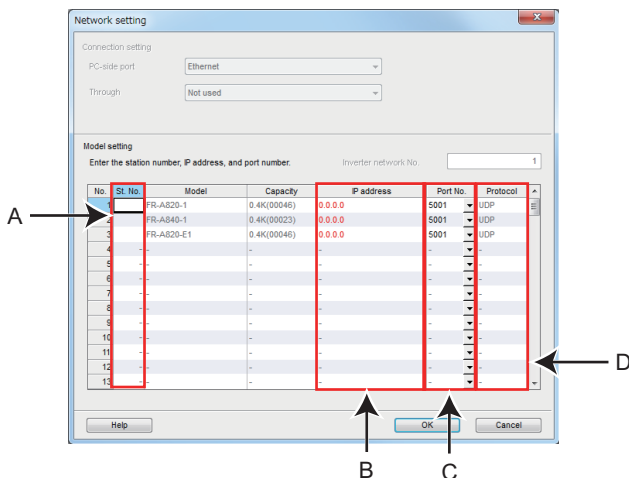 Network setting
x
Connection setting
PC-side port Ethernet
Through Not used
Model setting
Enter the station number, IP address, and port number. Inverter network No. 1
No. St. No. Model Capacity IP address Port No. Protocol
1 FR-A820-1 0.4K(00046) 0.0.0.0 5001 UDP
2 FR-A840-1 0.4K(00023) 0.0.0.0 5001 UDP
3 FR-A820-E1 0.4K(00046) 0.0.0.0 5001 UDP
4 - - - - - -
5 - - - - - -
6 - - - - - -
7 - - - - - -
8 - - - - - -
9 - - - - - -
10 - - - - - -
11 - - - - - -
12 - - - - - -
13 - - - - - -
Help OK Cancel
A
D
B
C